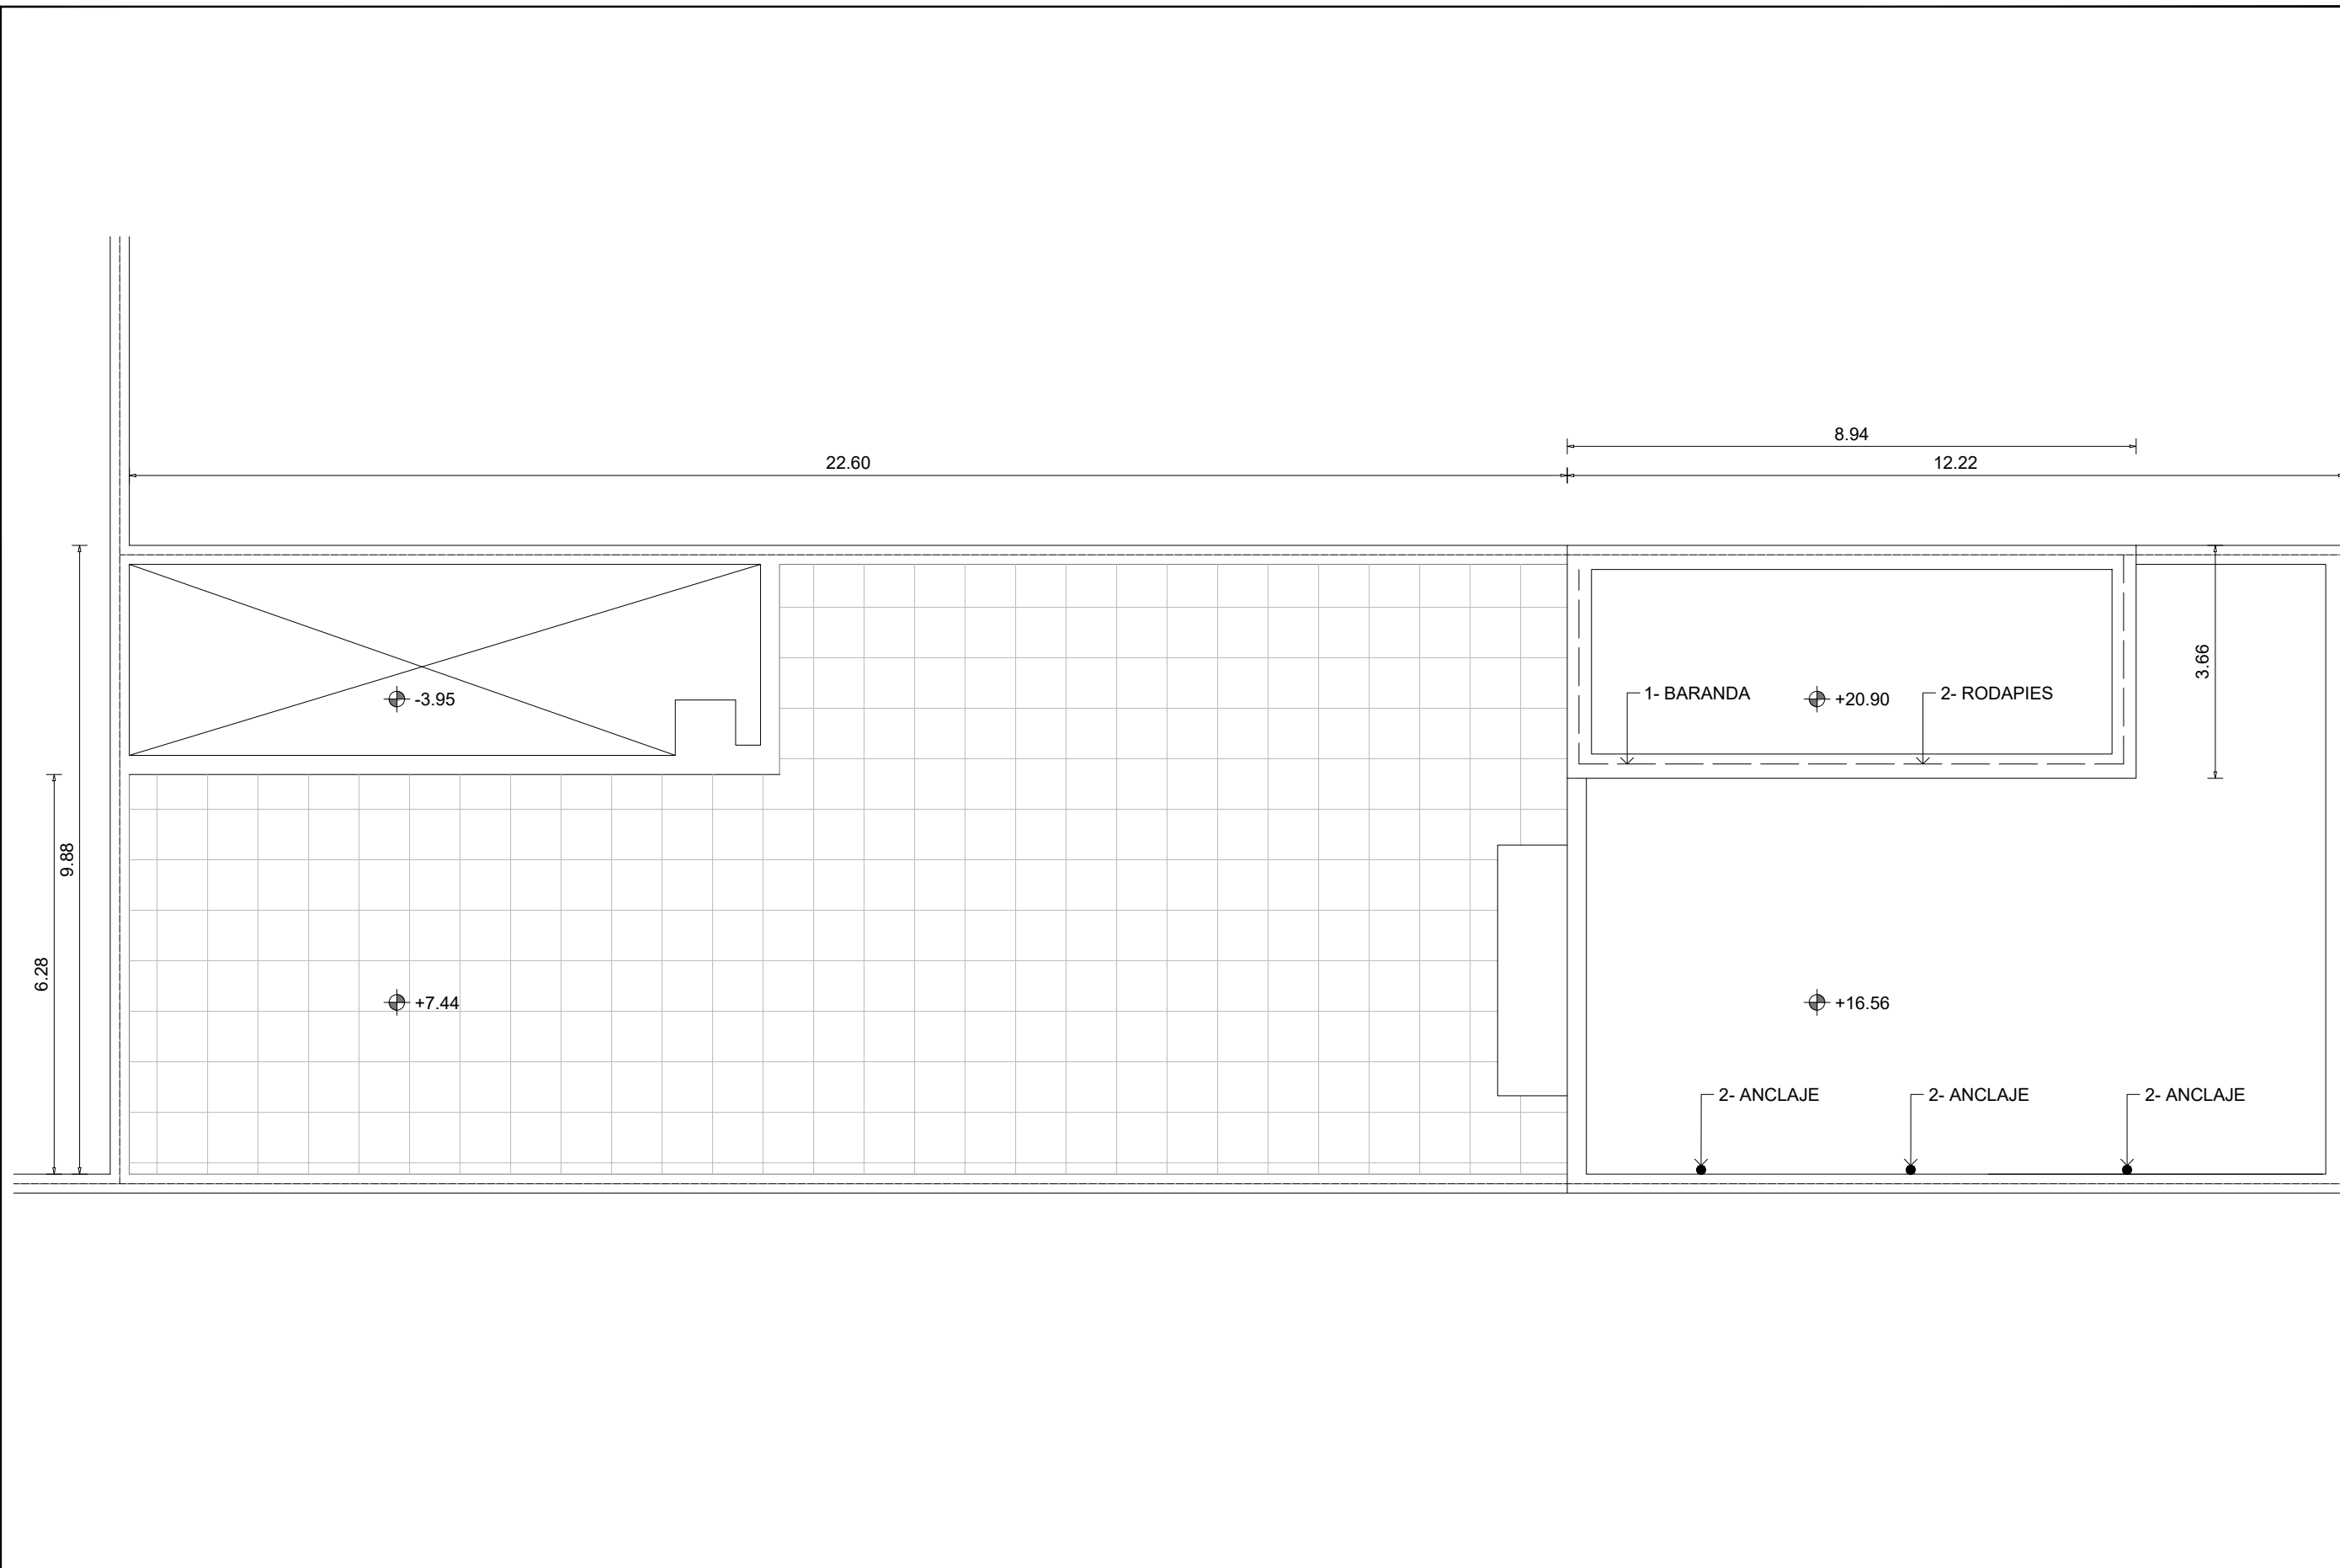 8.94
22.60
12.22
3.66
-3.95
1- BARANDA
+20.90
2- RODAPIES
9.88
6.28
+7.44
+16.56
2- ANCLAJE
2- ANCLAJE
2- ANCLAJE